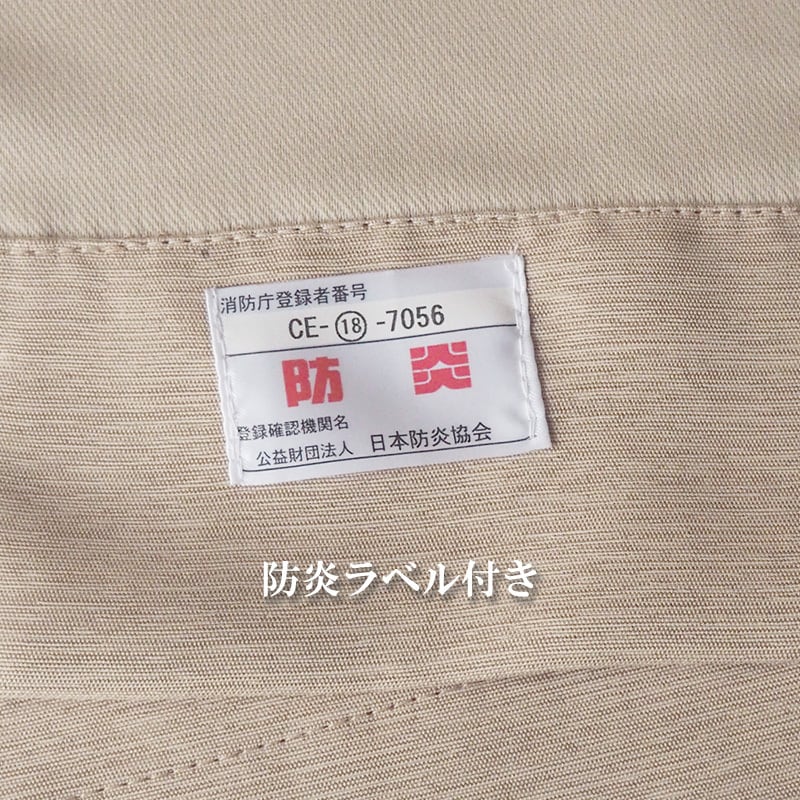 消防庁登録者番号
CE-⑱-7056
防炎
登録確認機関名
公益財団法人 日本防炎協会
防炎ラベル付き